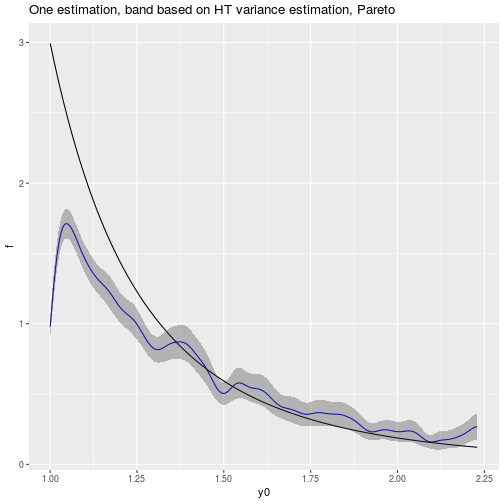 One estimation, band based on HT variance estimation, Pareto
3
2
1
0
f
1.00 1.25 1.50 1.75 2.00 2.25
y0